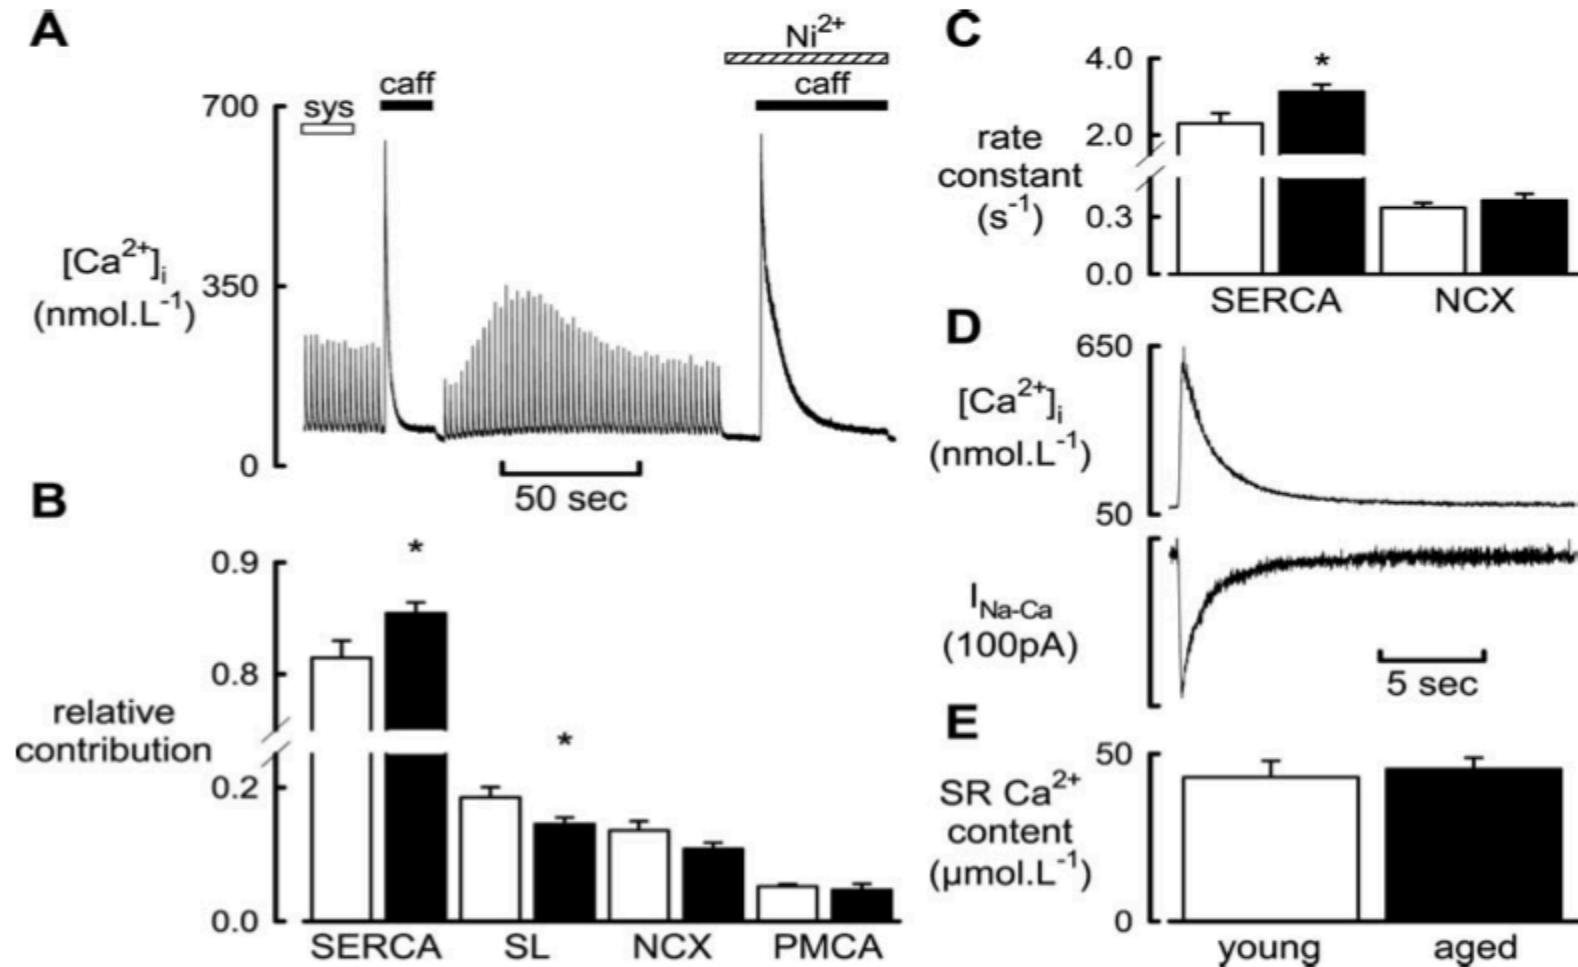 A
Ni²⁺
caff
caff
sys
700
350
0
[Ca²⁺]ᵢ
(nmol.L⁻¹)
50 sec
B
0.9
0.8
0.2
0.0
relative
contribution
*
*
SERCA SL NCX PMCA
C
4.0
2.0
0.3
0.0
rate
constant
(s⁻¹)
*
SERCA NCX
D
650
50
[Ca²⁺]ᵢ
(nmol.L⁻¹)
I_Na-Ca
(100pA)
5 sec
E
50
0
SR Ca²⁺
content
(µmol.L⁻¹)
young aged